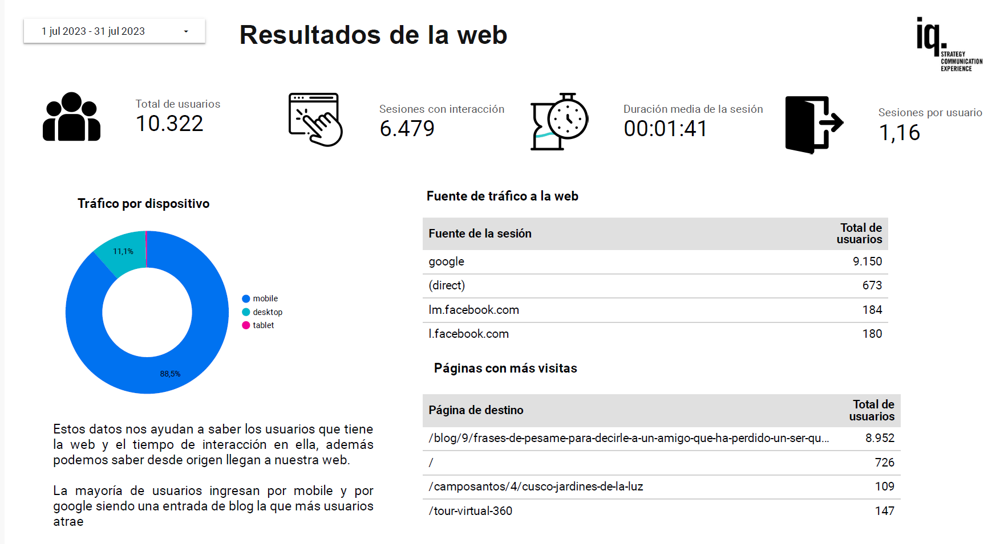 1 jul 2023 - 31 jul 2023
Resultados de la web
iq.
STRATEGY
COMMUNICATION
EXPERIENCE
Total de usuarios
10.322
Sesiones con interacción
6.479
Duración media de la sesión
00:01:41
Sesiones por usuario
1,16
Tráfico por dispositivo
11,1%
88,5%
mobile
desktop
tablet
Estos datos nos ayudan a saber los usuarios que tiene
la web y el tiempo de interacción en ella, además
podemos saber desde origen llegan a nuestra web.
La mayoría de usuarios ingresan por mobile y por
google siendo una entrada de blog la que más usuarios
atrae
Fuente de tráfico a la web
Fuente de la sesión Total de
usuarios
google 9.150
(direct) 673
lm.facebook.com 184
l.facebook.com 180
Páginas con más visitas
Página de destino Total de
usuarios
/blog/9/frases-de-pesame-para-decirle-a-un-amigo-que-ha-perdido-un-ser-qu... 8.952
/ 726
/camposantos/4/cusco-jardines-de-la-luz 109
/tour-virtual-360 147